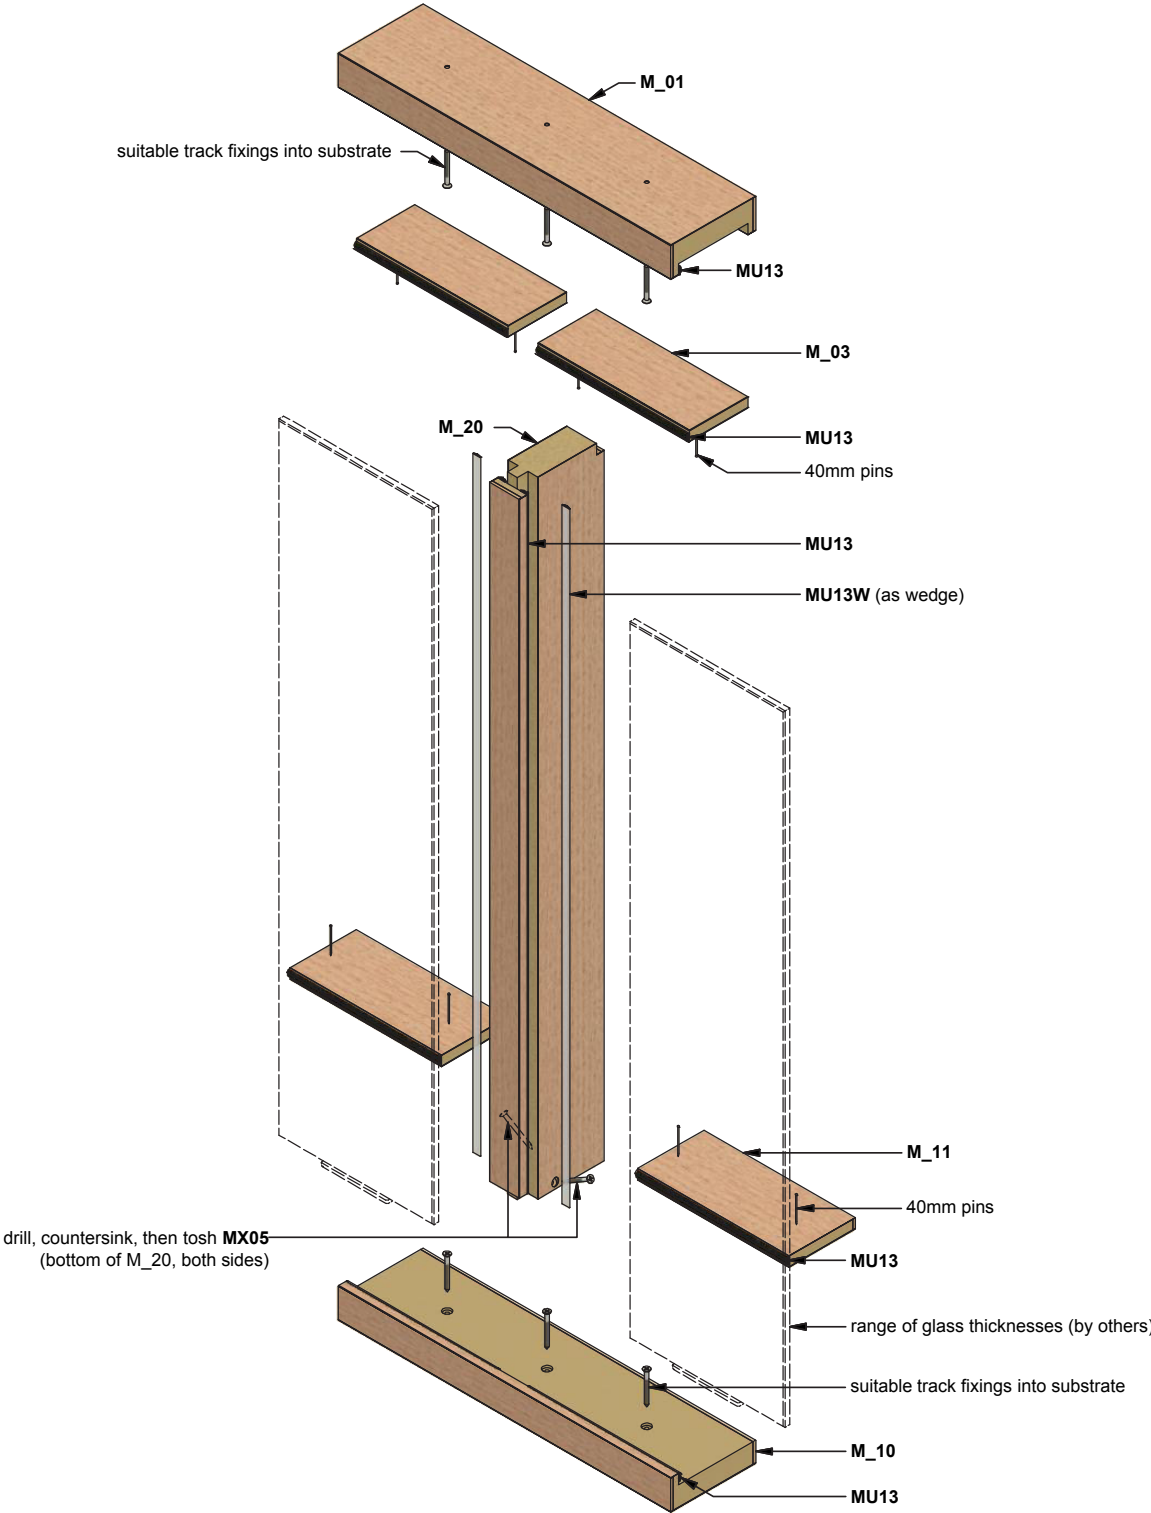 M_01
suitable track fixings into substrate
MU13
M_03
M_20
MU13
40mm pins
MU13
MU13W (as wedge)
M_11
40mm pins
drill, countersink, then tosh MX05
(bottom of M_20, both sides)
MU13
range of glass thicknesses (by others)
suitable track fixings into substrate
M_10
MU13